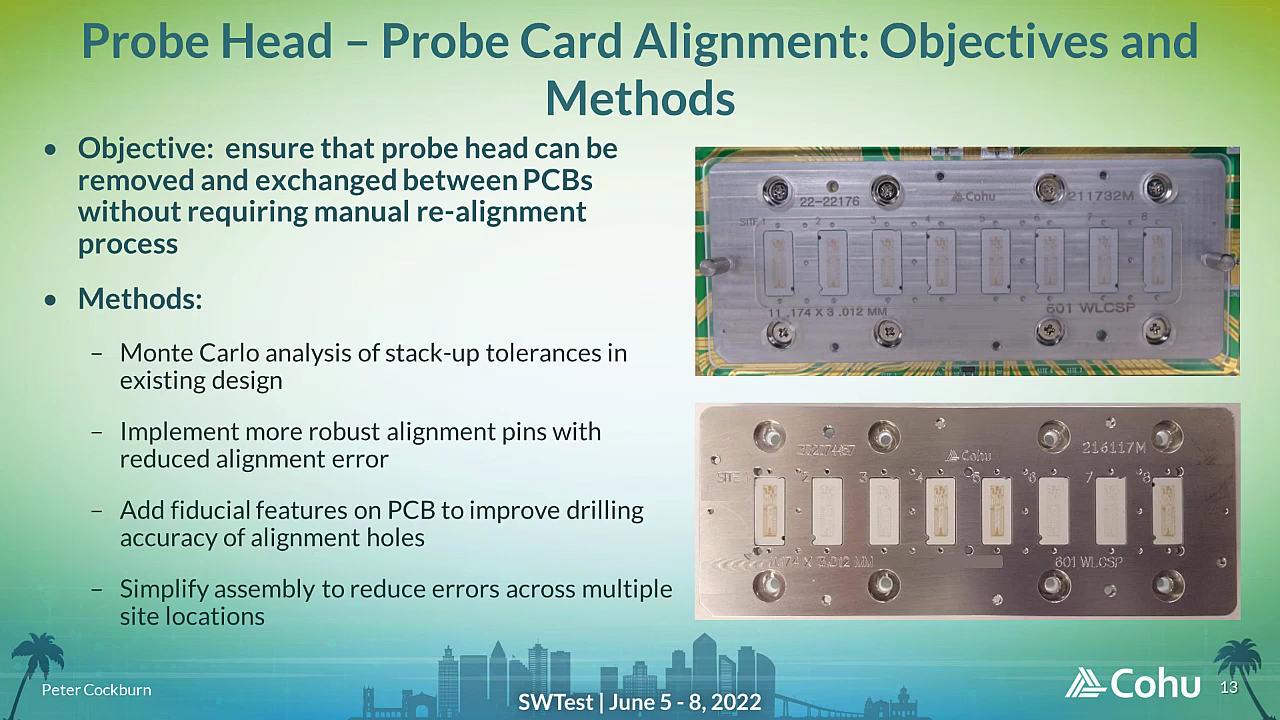 Probe Head – Probe Card Alignment: Objectives and
Methods
• Objective: ensure that probe head can be
removed and exchanged between PCBs
without requiring manual re-alignment
process
• Methods:
– Monte Carlo analysis of stack-up tolerances in
existing design
– Implement more robust alignment pins with
reduced alignment error
– Add fiducial features on PCB to improve drilling
accuracy of alignment holes
– Simplify assembly to reduce errors across multiple
site locations
22-22176
Cohu
211732M
SITE 1 2 3 4 5 6 7 8
11 .174 X 3 .012 MM
601 WLCSP
Cohu
216117M
SITE 2 3 4 5 6 7 8
X 3.012 MM
601 WLCSP
Peter Cockburn
SWTest | June 5 - 8, 2022
Cohu
13